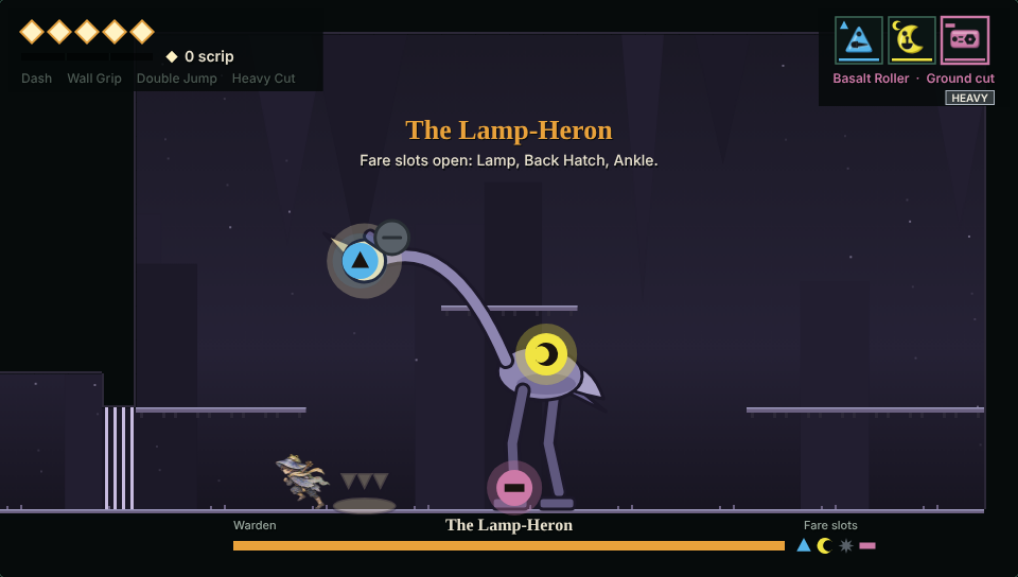 0 scrip
Dash Wall Grip Double Jump Heavy Cut
Basalt Roller · Ground cut
HEAVY
The Lamp-Heron
Fare slots open: Lamp, Back Hatch, Ankle.
Warden
The Lamp-Heron
Fare slots